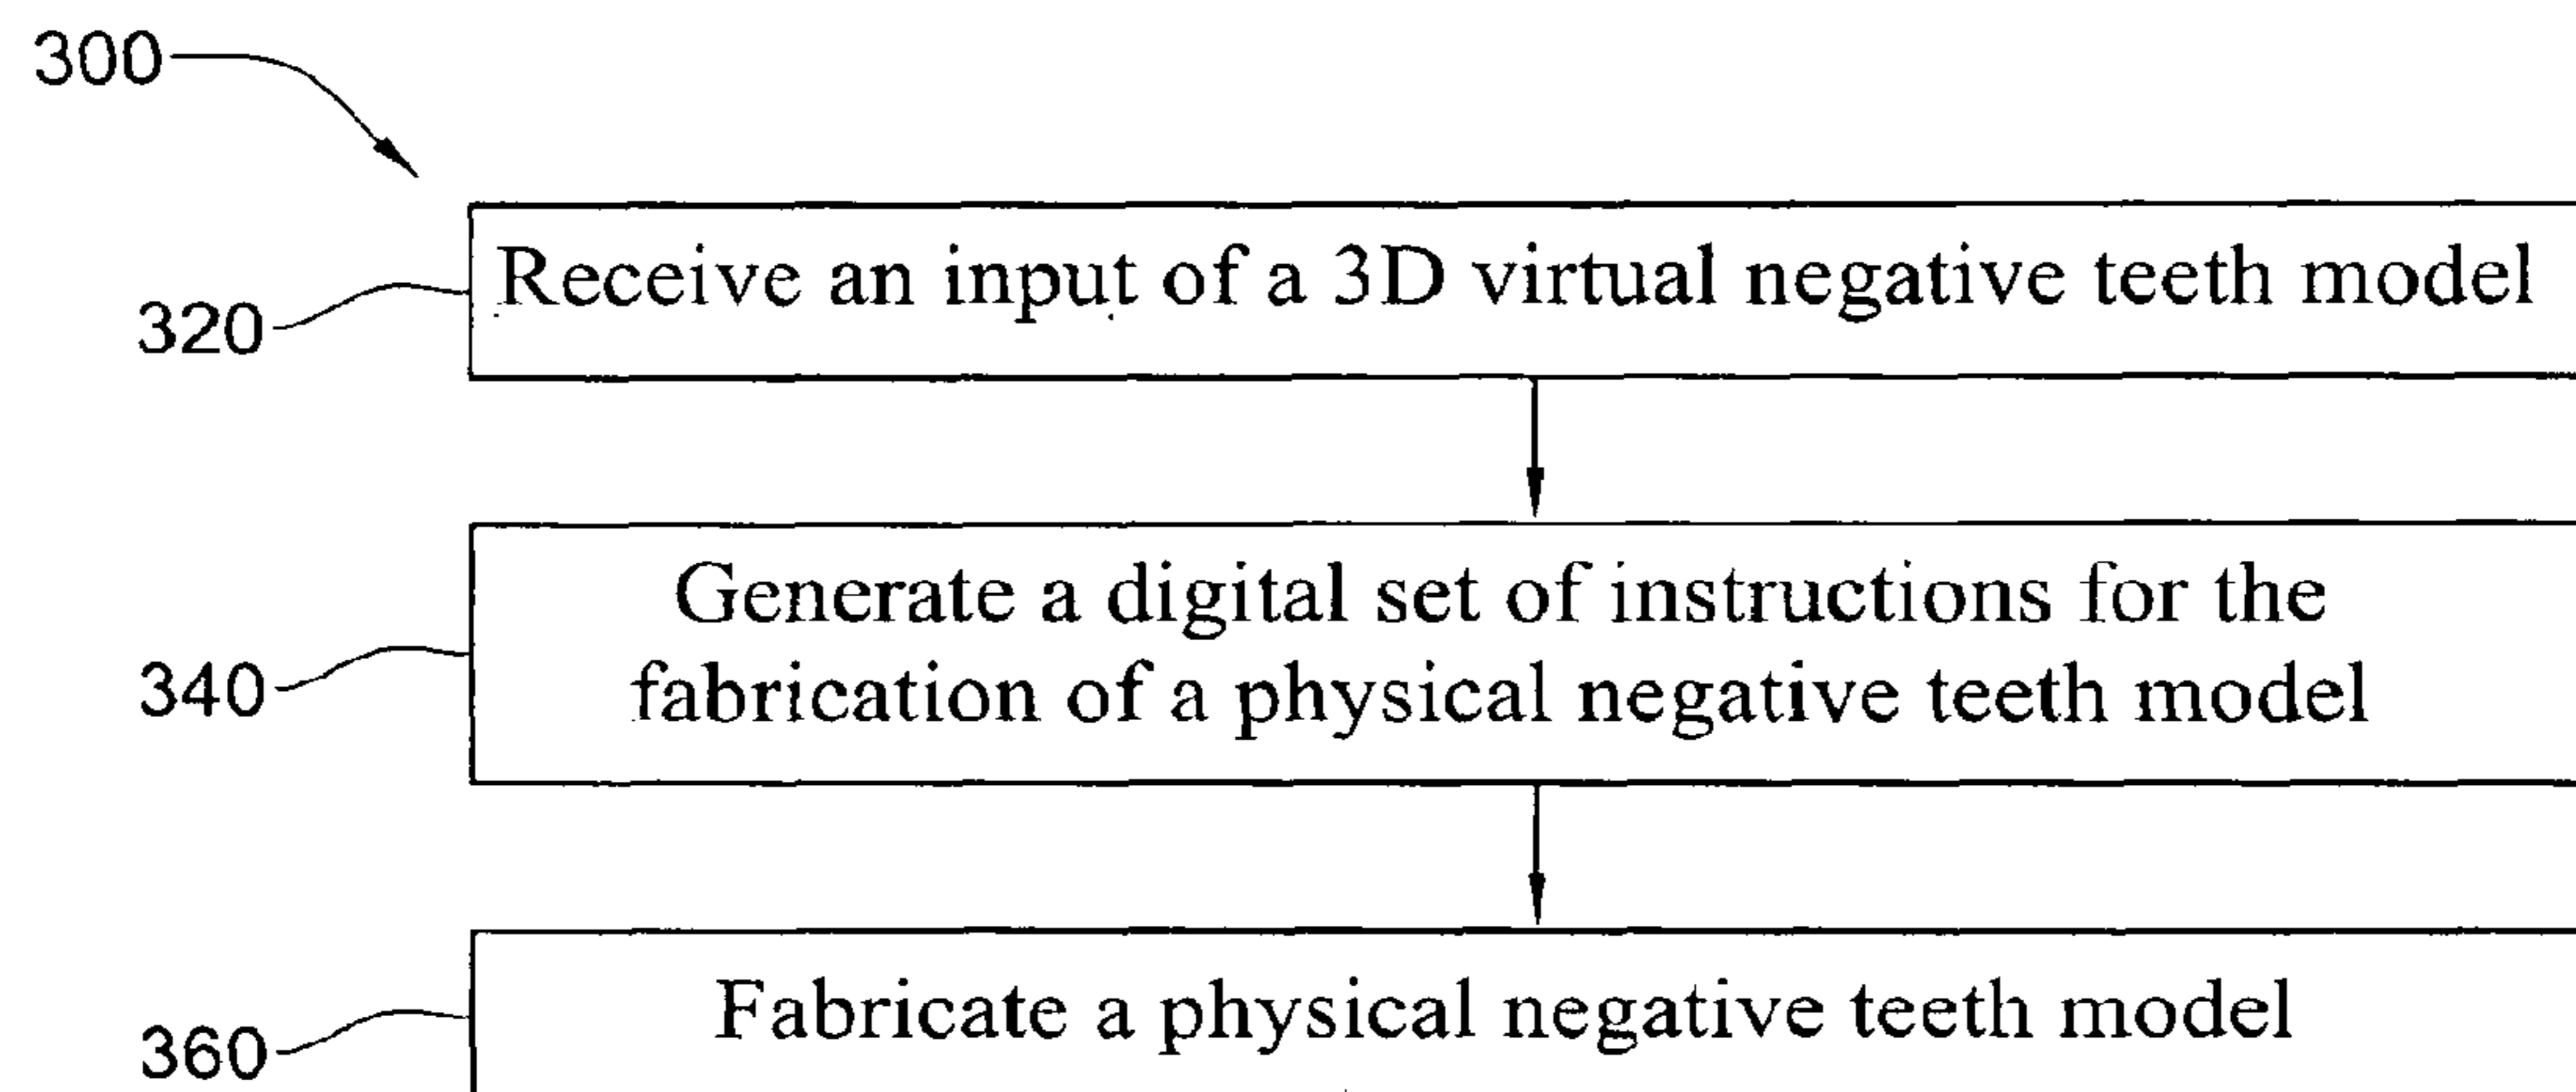 300
320
Receive an input of a 3D virtual negative teeth model
340
Generate a digital set of instructions for the
fabrication of a physical negative teeth model
360
Fabricate a physical negative teeth model